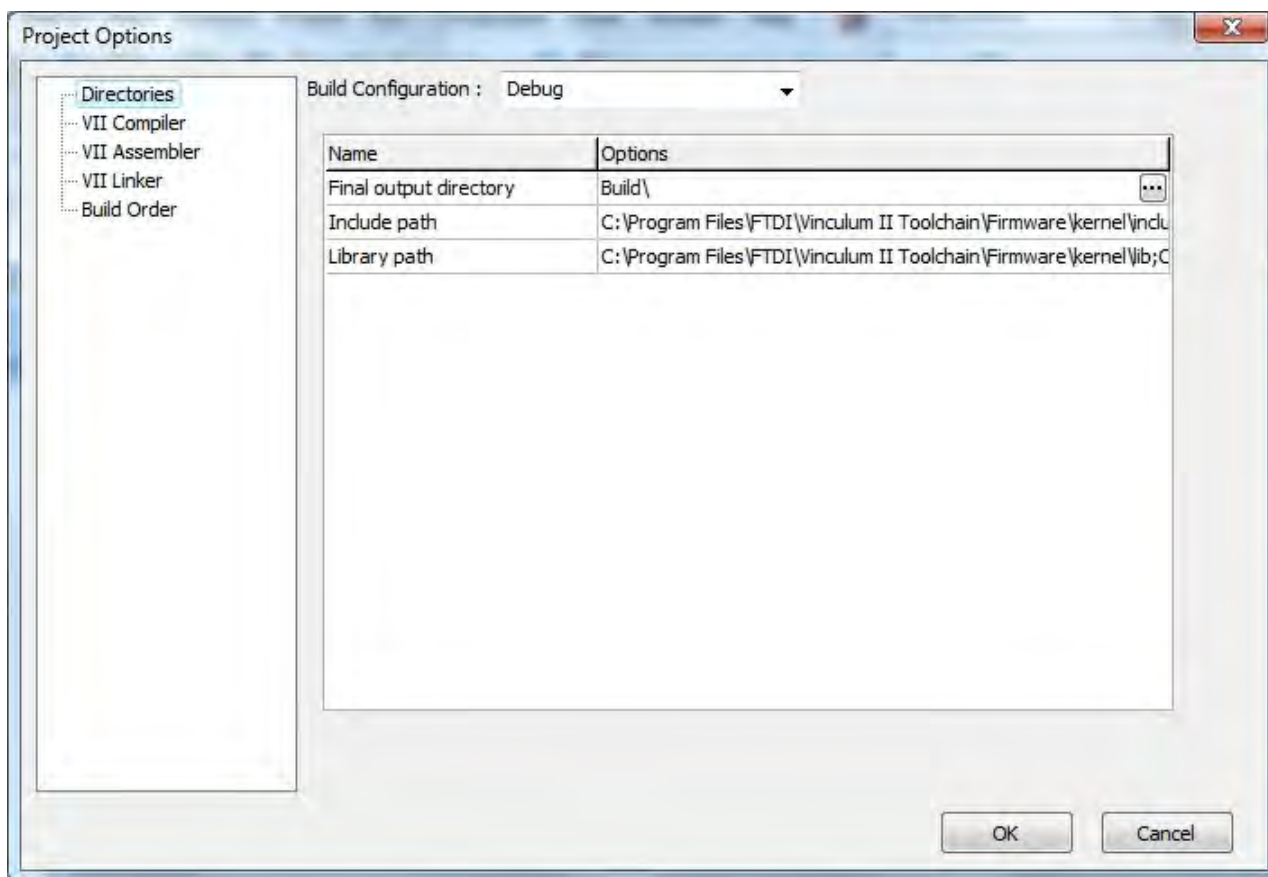 Project Options
Directories
VII Compiler
VII Assembler
VII Linker
Build Order
Build Configuration : Debug
Name Options
Final output directory Build\ ...
Include path C:\Program Files\FTDI\Vinculum II Toolchain\Firmware\kernel\inclu
Library path C:\Program Files\FTDI\Vinculum II Toolchain\Firmware\kernel\lib;C
OK Cancel